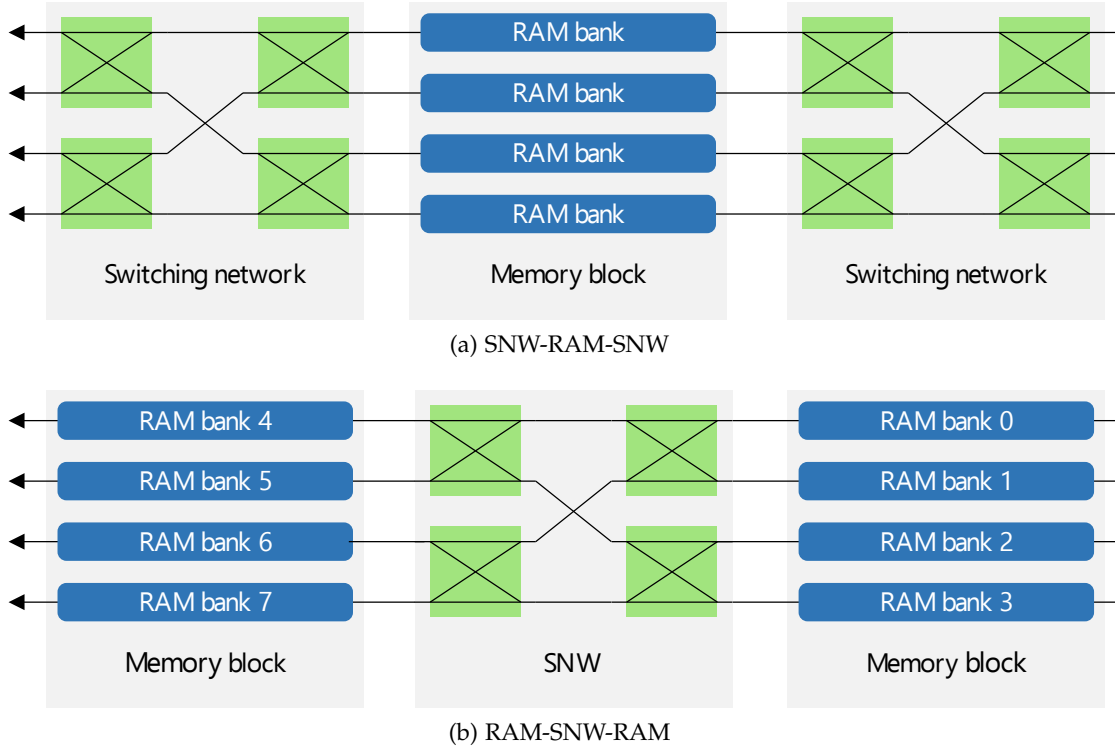 RAM bank
RAM bank
RAM bank
RAM bank
Switching network
Memory block
Switching network
(a) SNW-RAM-SNW
RAM bank 4
RAM bank 0
RAM bank 5
RAM bank 1
RAM bank 6
RAM bank 2
RAM bank 7
RAM bank 3
Memory block
SNW
Memory block
(b) RAM-SNW-RAM